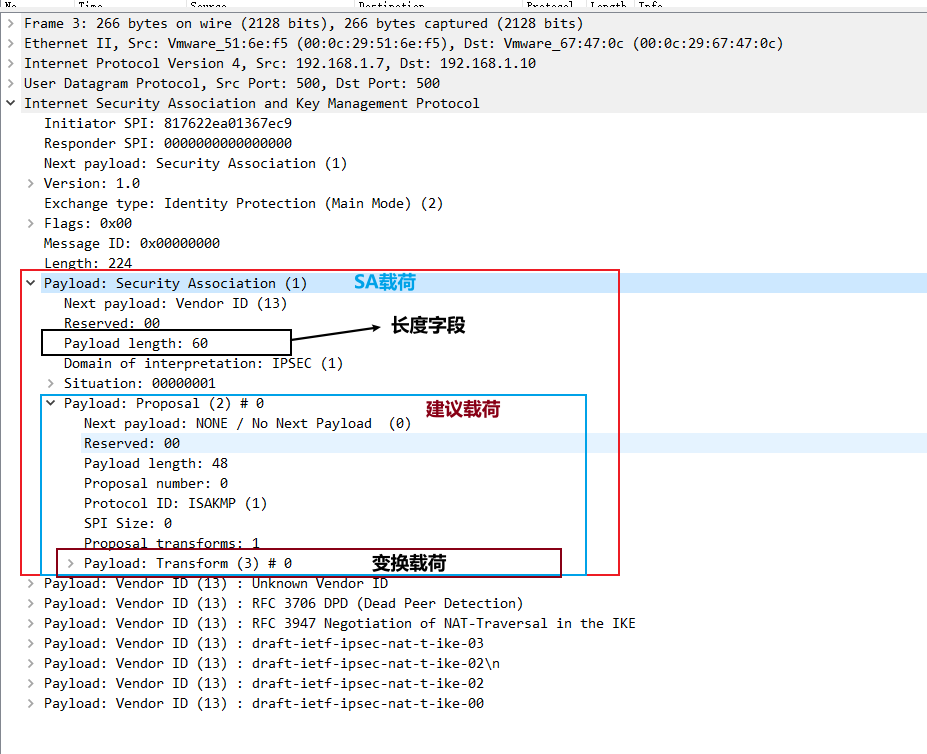 No. Time Source Destination Protocol Length Info
Frame 3: 266 bytes on wire (2128 bits), 266 bytes captured (2128 bits)
Ethernet II, Src: Vmware_51:6e:f5 (00:0c:29:51:6e:f5), Dst: Vmware_67:47:0c (00:0c:29:67:47:0c)
Internet Protocol Version 4, Src: 192.168.1.7, Dst: 192.168.1.10
User Datagram Protocol, Src Port: 500, Dst Port: 500
Internet Security Association and Key Management Protocol
Initiator SPI: 817622ea01367ec9
Responder SPI: 0000000000000000
Next payload: Security Association (1)
Version: 1.0
Exchange type: Identity Protection (Main Mode) (2)
Flags: 0x00
Message ID: 0x00000000
Length: 224
Payload: Security Association (1) SA载荷
Next payload: Vendor ID (13)
Reserved: 00
长度字段
Payload length: 60
Domain of interpretation: IPSEC (1)
Situation: 00000001
Payload: Proposal (2) # 0 建议载荷
Next payload: NONE / No Next Payload (0)
Reserved: 00
Payload length: 48
Proposal number: 0
Protocol ID: ISAKMP (1)
SPI Size: 0
Proposal transforms: 1
Payload: Transform (3) # 0 变换载荷
Payload: Vendor ID (13) : Unknown Vendor ID
Payload: Vendor ID (13) : RFC 3706 DPD (Dead Peer Detection)
Payload: Vendor ID (13) : RFC 3947 Negotiation of NAT-Traversal in the IKE
Payload: Vendor ID (13) : draft-ietf-ipsec-nat-t-ike-03
Payload: Vendor ID (13) : draft-ietf-ipsec-nat-t-ike-02\n
Payload: Vendor ID (13) : draft-ietf-ipsec-nat-t-ike-02
Payload: Vendor ID (13) : draft-ietf-ipsec-nat-t-ike-00